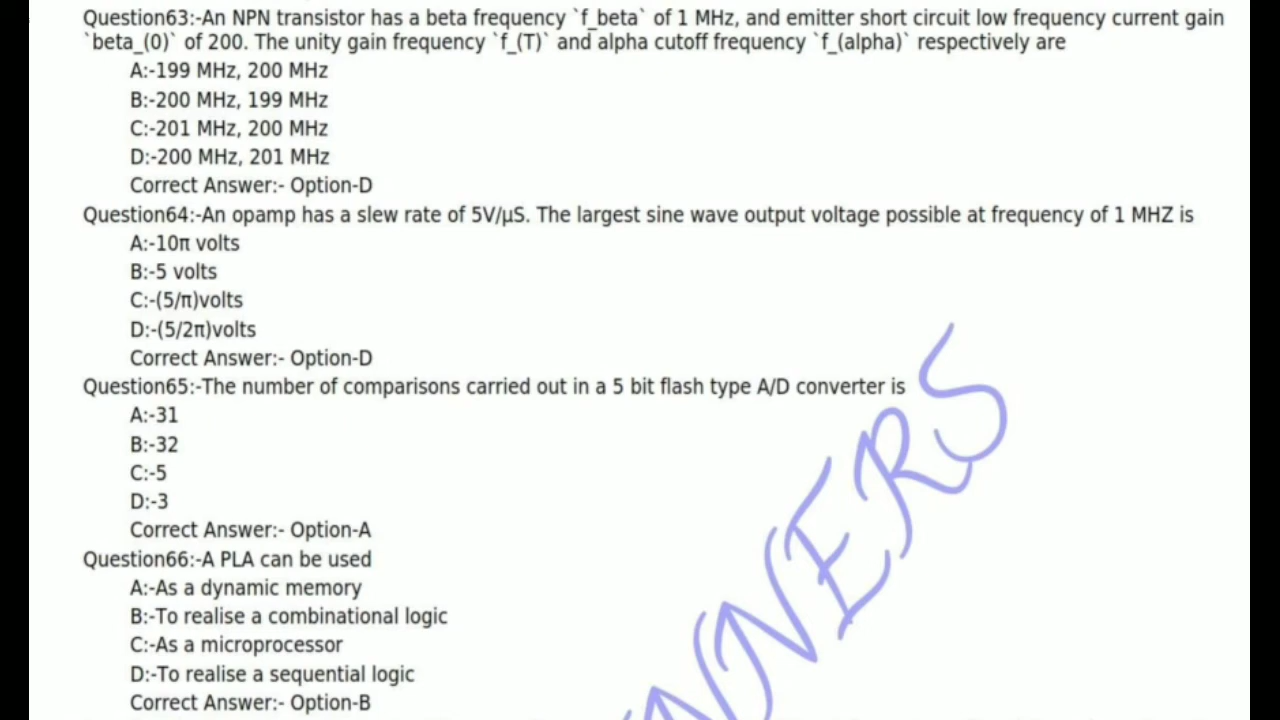 Question63:-An NPN transistor has a beta frequency `f_beta` of 1 MHz, and emitter short circuit low frequency current gain
`beta_(0)` of 200. The unity gain frequency `f_(T)` and alpha cutoff frequency `f_(alpha)` respectively are
A:-199 MHz, 200 MHz
B:-200 MHz, 199 MHz
C:-201 MHz, 200 MHz
D:-200 MHz, 201 MHz
Correct Answer:- Option-D
Question64:-An opamp has a slew rate of 5V/µS. The largest sine wave output voltage possible at frequency of 1 MHZ is
A:-10π volts
B:-5 volts
C:-(5/π)volts
D:-(5/2π)volts
Correct Answer:- Option-D
Question65:-The number of comparisons carried out in a 5 bit flash type A/D converter is
A:-31
B:-32
C:-5
D:-3
Correct Answer:- Option-A
Question66:-A PLA can be used
A:-As a dynamic memory
B:-To realise a combinational logic
C:-As a microprocessor
D:-To realise a sequential logic
Correct Answer:- Option-B